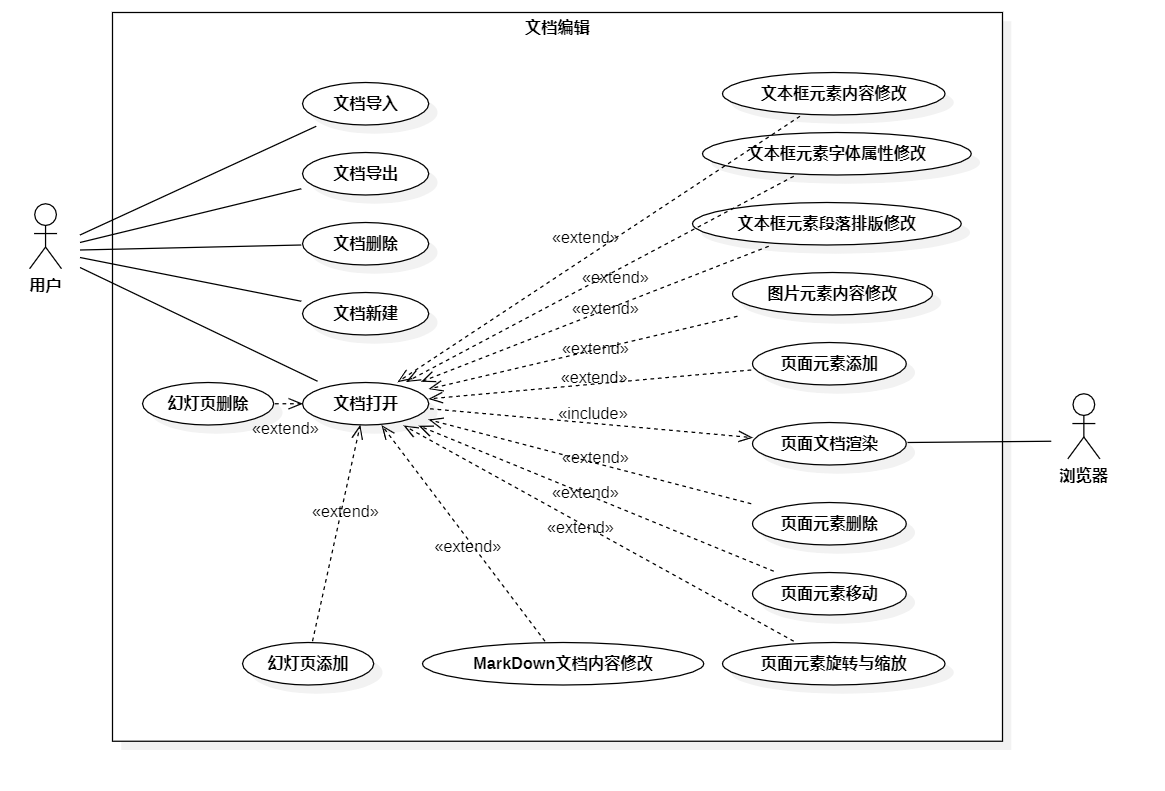 文档编辑
文本框元素内容修改
文档导入
文本框元素字体属性修改
文档导出
文本框元素段落排版修改
«extend»
文档删除
«extend»
用户
图片元素内容修改
«extend»
文档新建
«extend»
页面元素添加
«extend»
幻灯页删除
文档打开
«include»
«extend»
页面文档渲染
«extend»
浏览器
«extend»
«extend»
页面元素删除
«extend»
«extend»
页面元素移动
幻灯页添加
MarkDown文档内容修改
页面元素旋转与缩放